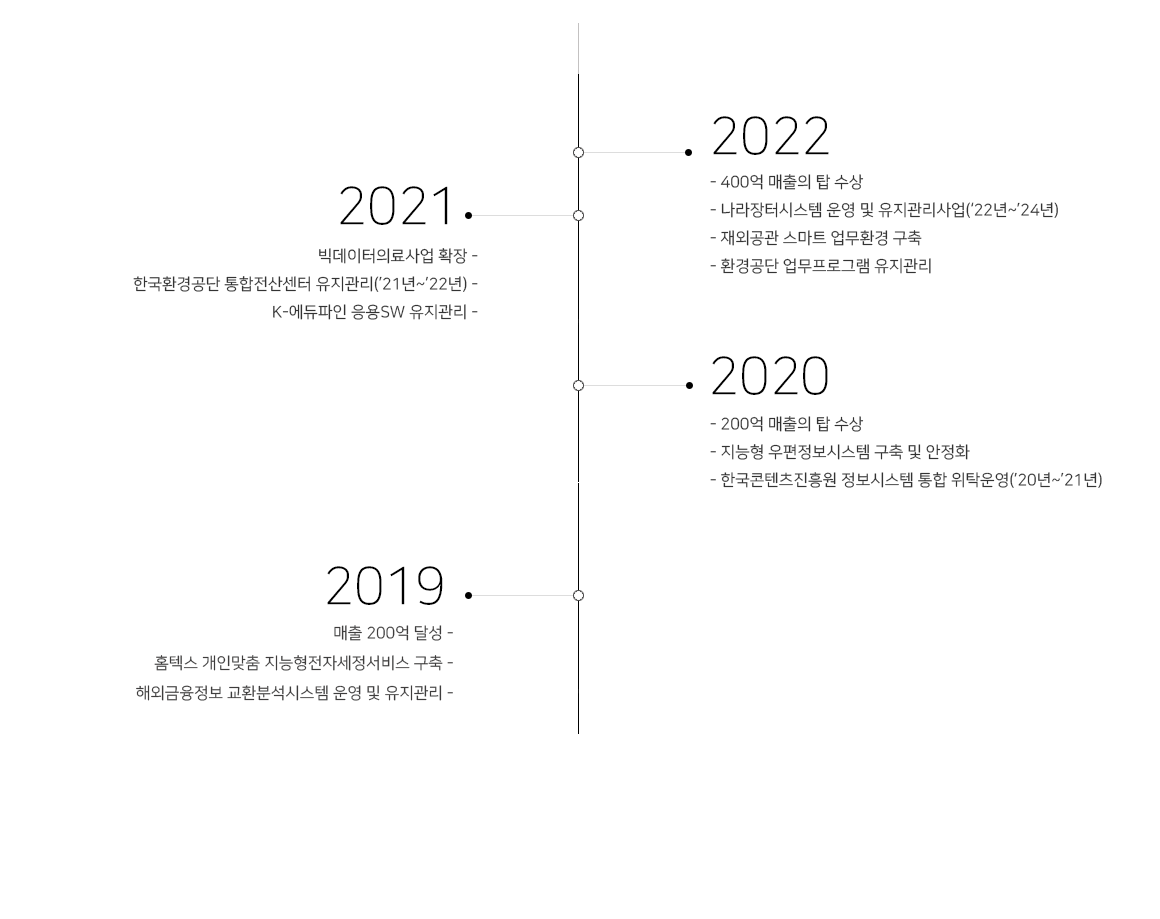 2022
- 400억 매출의 탑 수상
- 나라장터시스템 운영 및 유지관리사업(‘22년~’24년)
- 재외공관 스마트 업무환경 구축
- 환경공단 업무프로그램 유지관리
2021
빅데이터의료사업 확장 -
한국환경공단 통합전산센터 유지관리(’21년~‘22년) -
K-에듀파인 응용SW 유지관리 -
2020
- 200억 매출의 탑 수상
- 지능형 우편정보시스템 구축 및 안정화
- 한국콘텐츠진흥원 정보시스템 통합 위탁운영(’20년~’21년)
2019
매출 200억 달성 -
홈텍스 개인맞춤 지능형전자세정서비스 구축 -
해외금융정보 교환분석시스템 운영 및 유지관리 -